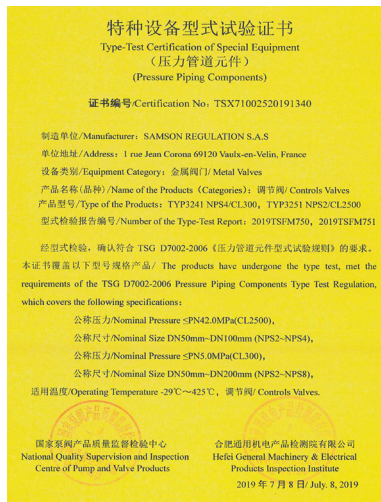 特种设备型式试验证书
Type-Test Certification of Special Equipment
（压力管道元件）
(Pressure Piping Components)
证书编号/Certification No: TSX71002520191340
制造单位/Manufacturer: SAMSON REGULATION S.A.S
单位地址/Address: 1 rue Jean Corona 69120 Vaulx-en-Velin, France
设备类别/Equipment Category: 金属阀门/ Metal Valves
产品名称(品种)/Name of the Products (Categories): 调节阀/ Controls Valves
产品型号/Type of the Products: TYP3241 NPS4/CL300, TYP3251 NPS2/CL2500
型式检验报告编号/Number of the Type-Test Report: 2019TSFM750, 2019TSFM751
经型式检验，确认符合 TSG D7002-2006《压力管道元件型式试验规则》的要求。
本证书覆盖以下型号规格产品/ The products have undergone the type test, met the
requirements of the TSG D7002-2006 Pressure Pipping Components Type Test Regulation,
which covers the following specifications:
公称压力/Nominal Pressure ≤PN42.0MPa(CL2500),
公称尺寸/Nominal Size DN50mm~DN100mm (NPS2~NPS4),
公称压力/Nominal Pressure ≤PN5.0MPa(CL300),
公称尺寸/Nominal Size DN50mm~DN200mm (NPS2~NPS8),
适用温度/Operating Temperature -29℃～425℃, 调节阀/ Controls Valves.
国家泵阀产品质量监督检验中心
National Quality Supervision and Inspection
Centre of Pump and Valve Products
合肥通用机电产品检测院有限公司
Hefei General Machinery & Electrical
Products Inspection Institute
2019 年 7 月 8 日/ July. 8, 2019